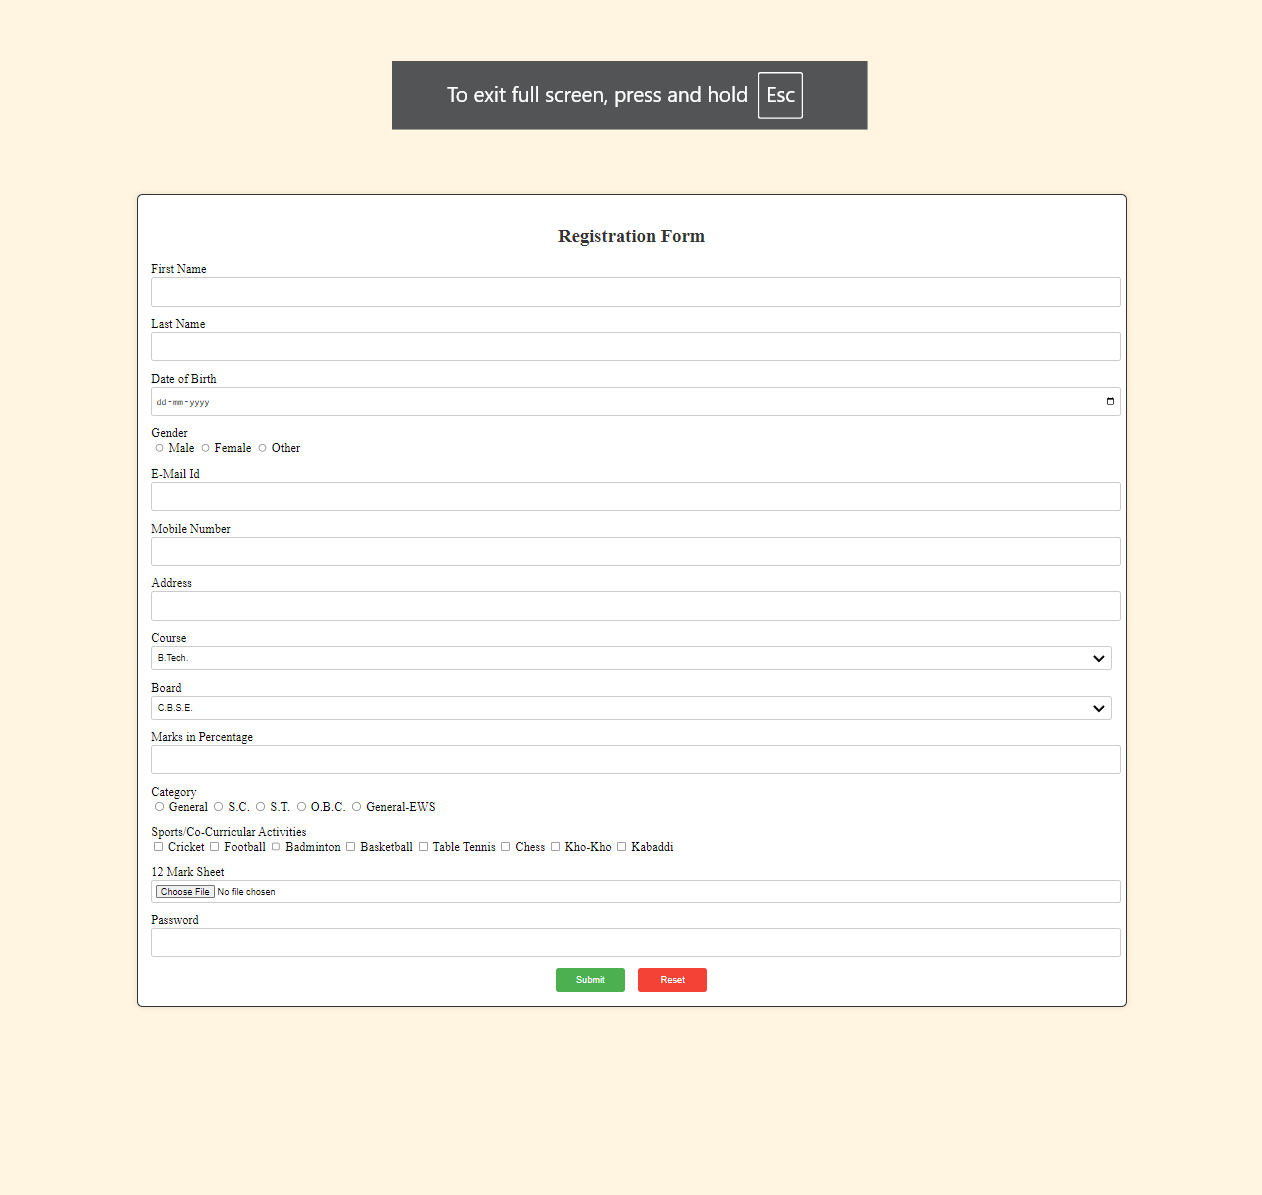 To exit full screen, press and hold Esc
Registration Form
First Name
Last Name
Date of Birth
dd-mm-yyyy
Gender
Male Female Other
E-Mail Id
Mobile Number
Address
Course
B.Tech.
Board
C.B.S.E.
Marks in Percentage
Category
General S.C. S.T. O.B.C. General-EWS
Sports/Co-Curricular Activities
Cricket Football Badminton Basketball Table Tennis Chess Kho-Kho Kabaddi
12 Mark Sheet
Choose File No file chosen
Password
Submit Reset